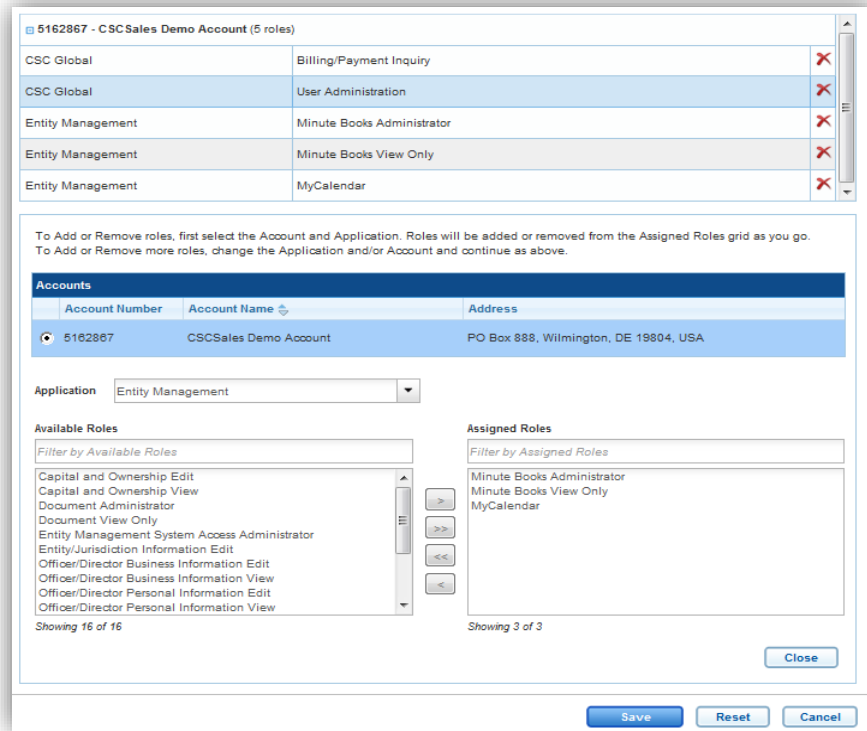 5162867 - CSCSales Demo Account (5 roles)
CSC Global Billing/Payment Inquiry
CSC Global User Administration
Entity Management Minute Books Administrator
Entity Management Minute Books View Only
Entity Management MyCalendar
To Add or Remove roles, first select the Account and Application. Roles will be added or removed from the Assigned Roles grid as you go.
To Add or Remove more roles, change the Application and/or Account and continue as above.
Accounts
Account Number Account Name Address
5162867 CSCSales Demo Account PO Box 888, Wilmington, DE 19804, USA
Application Entity Management
Available Roles
Filter by Available Roles
Capital and Ownership Edit
Capital and Ownership View
Document Administrator
Document View Only
Entity Management System Access Administrator
Entity/Jurisdiction Information Edit
Officer/Director Business Information Edit
Officer/Director Business Information View
Officer/Director Personal Information Edit
Officer/Director Personal Information View
Showing 16 of 16
>
>>
<<
<
Assigned Roles
Filter by Assigned Roles
Minute Books Administrator
Minute Books View Only
MyCalendar
Showing 3 of 3
Close
Save Reset Cancel